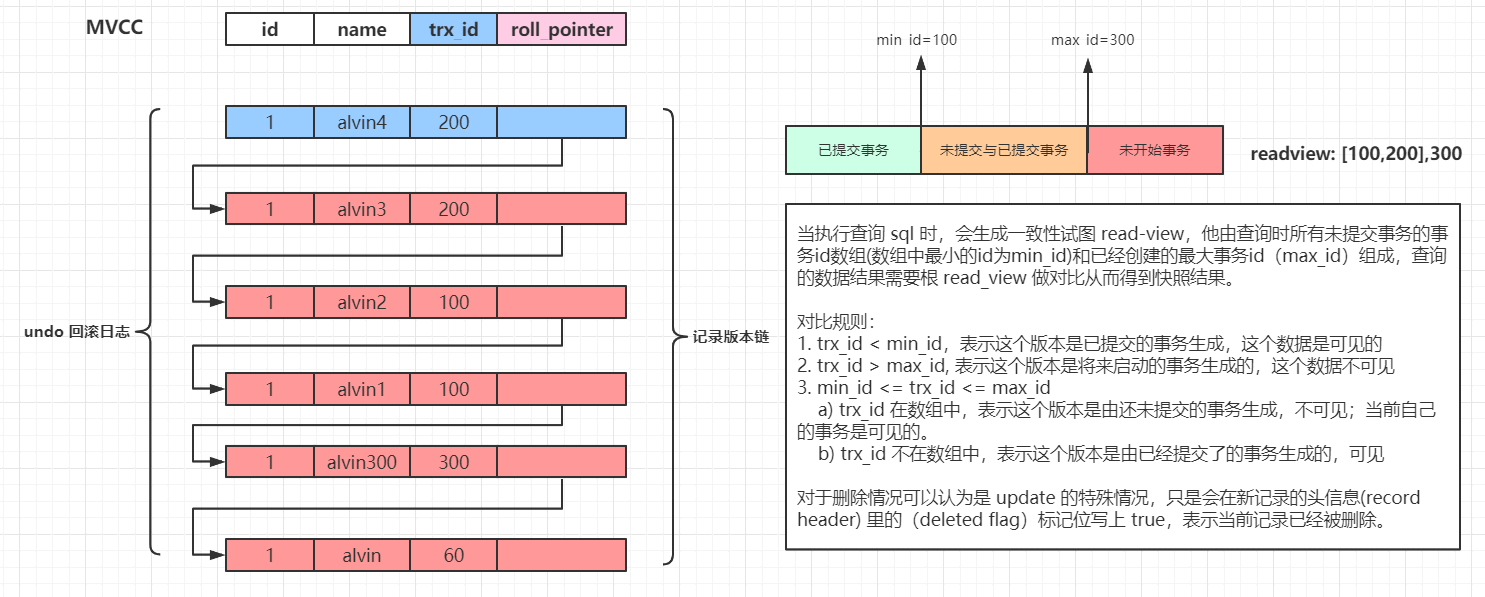 MVCC
id name trx_id roll_pointer
1 alvin4 200
1 alvin3 200
1 alvin2 100
1 alvin1 100
1 alvin300 300
1 alvin 60
undo 回滚日志
记录版本链
min id=100
max id=300
已提交事务
未提交与已提交事务
未开始事务
readview: [100,200],300
当执行查询 sql 时，会生成一致性试图 read-view，他由查询时所有未提交事务的事
务id数组(数组中最小的id为min_id)和已经创建的最大事务id（max_id）组成，查询
的数据结果需要根 read_view 做对比从而得到快照结果。
对比规则：
1. trx_id < min_id，表示这个版本是已提交的事务生成，这个数据是可见的
2. trx_id > max_id, 表示这个版本是将来启动的事务生成的，这个数据不可见
3. min_id <= trx_id <= max_id
a) trx_id 在数组中，表示这个版本是由还未提交的事务生成，不可见；当前自己
的事务是可见的。
b) trx_id 不在数组中，表示这个版本是由已经提交了的事务生成的，可见
对于删除情况可以认为是 update 的特殊情况，只是会在新记录的头信息(record
header) 里的（deleted flag）标记位写上 true，表示当前记录已经被删除。